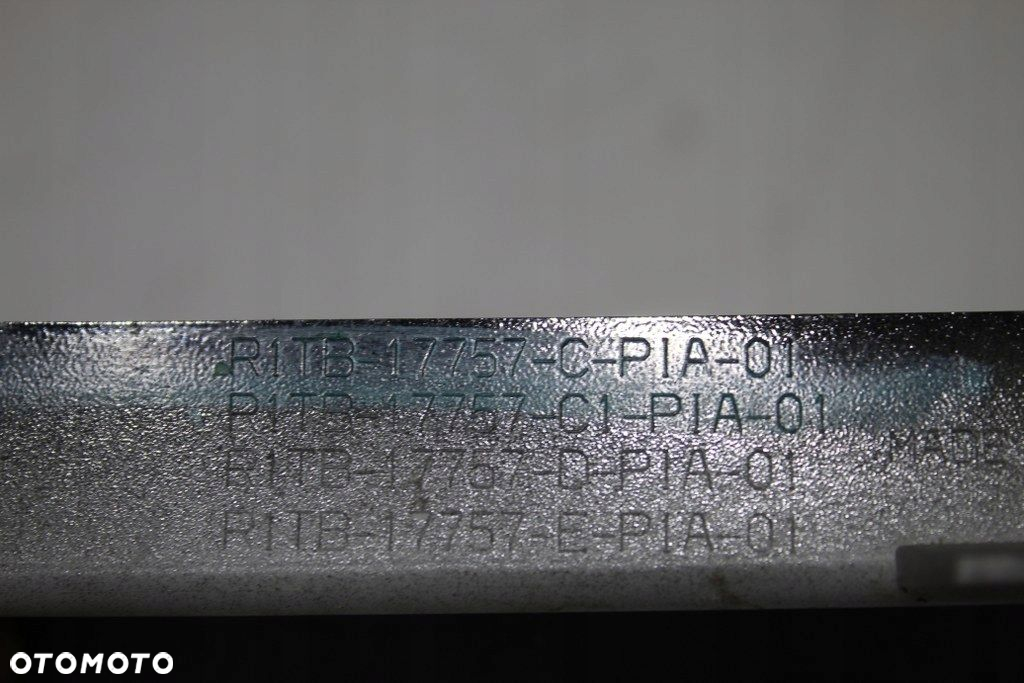 R1TB-17757-C-PIA-01
R1TB-17757-C1-PIA-01
R1TB-17757-D-PIA-01
MADE
R1TB-17757-E-PIA-01
OTOMOTO